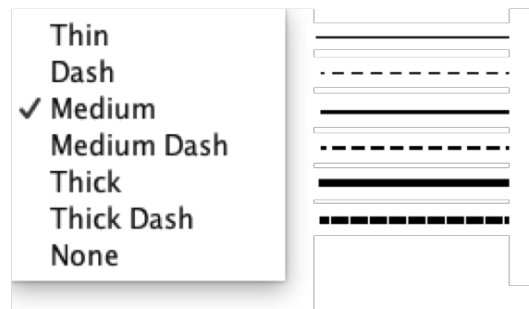 Thin
Dash
✓ Medium
Medium Dash
Thick
Thick Dash
None